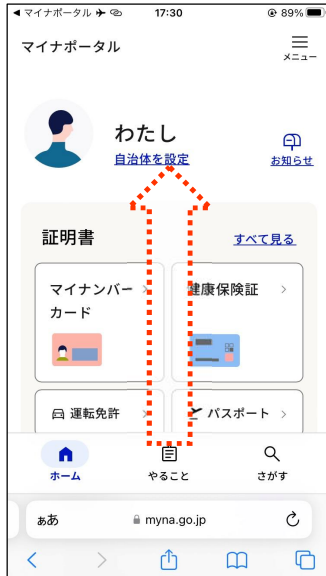 マイナポータル 17:30 89%
マイナポータル
メニュー
わたし
自治体を設定
お知らせ
証明書
すべて見る
マイナンバーカード
健康保険証
運転免許
パスポート
ホーム
やること
さがす
ぁあ
myna.go.jp